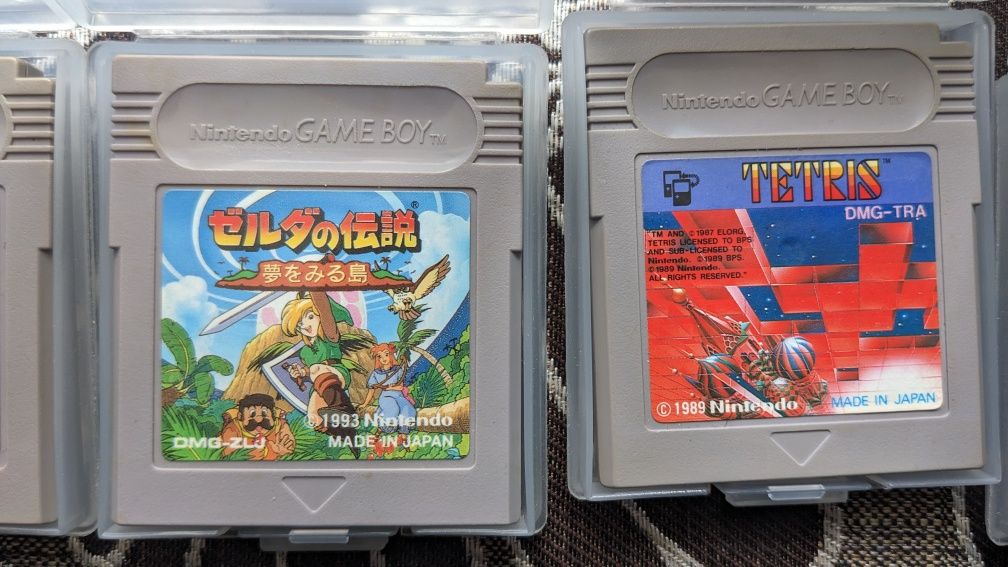 Nintendo GAME BOY™
ゼルダの伝説®
夢をみる島
©1993 Nintendo
DMG-ZLJ
MADE IN JAPAN
Nintendo GAME BOY™
TETRIS™
DMG-TRA
"TM AND ©1987 ELORG,
TETRIS LICENSED TO BPS
AND SUB-LICENSED TO
Nintendo. ©1989 BPS.
©1989 Nintendo.
ALL RIGHTS RESERVED."
©1989 Nintendo
MADE IN JAPAN